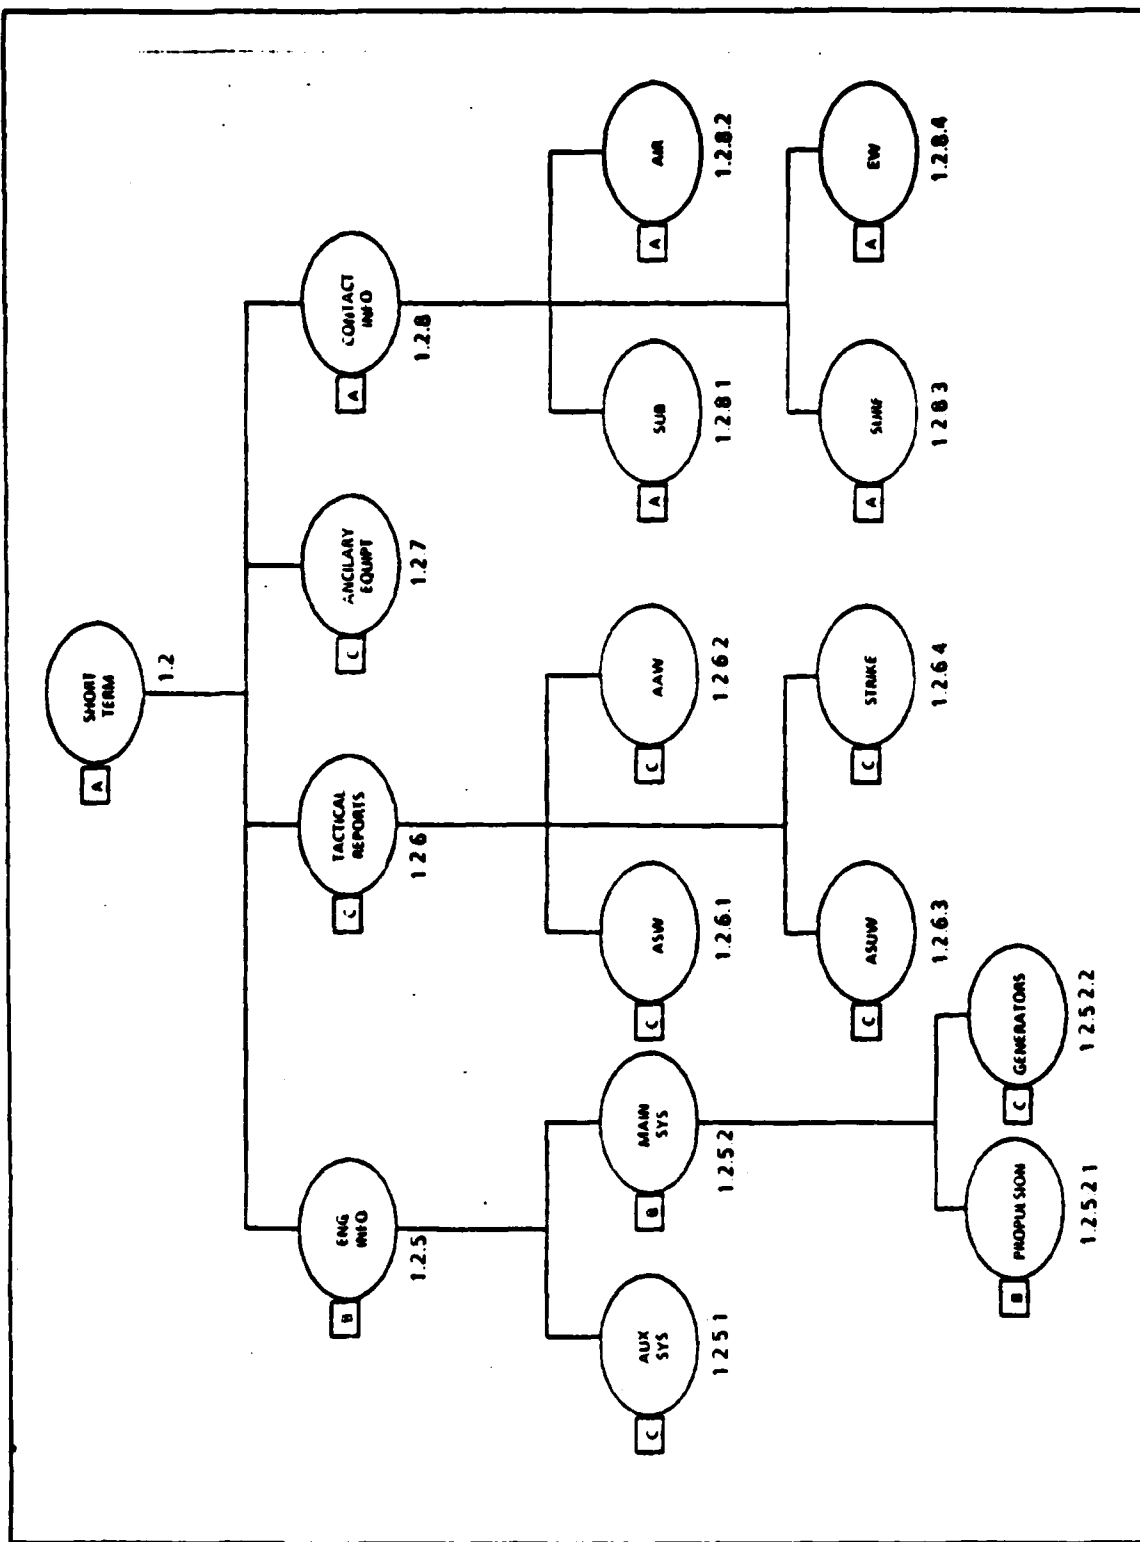 A
SHORT
TERM
1.2
B
ENG
INFO
1.2.5
C
TACTICAL
REPORTS
1 2 6
C
ANCILARY
EQUIPT
1.2.7
A
CONTACT
INFO
1.2.8
C
AUX
SYS
1 2 5 1
B
MAIN
SYS
1.2.5.2
C
ASW
1.2.6.1
C
AAW
1 2 6 2
A
SUB
1.2.8 1
A
AIR
1.2.8.2
C
ASUW
1.2.6.3
C
STRIKE
1.2.6 4
A
SURF
1 2 8 3
A
EW
1.2.8.4
B
PROPULSION
1.2.5.2 1
C
GENERATORS
1 2.5 2.2